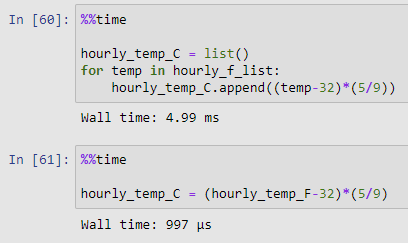 In [60]: %%time
hourly_temp_C = list()
for temp in hourly_f_list:
    hourly_temp_C.append((temp-32)*(5/9))
Wall time: 4.99 ms
In [61]: %%time
hourly_temp_C = (hourly_temp_F-32)*(5/9)
Wall time: 997 µs